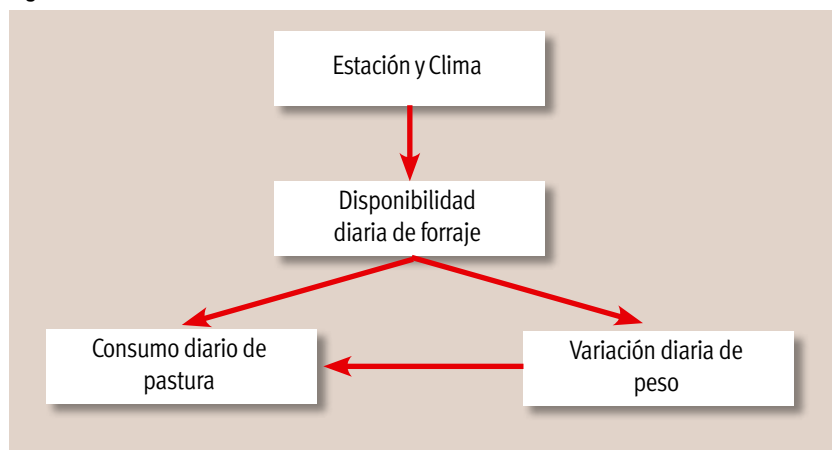 Estación y Clima
Disponibilidad
diaria de forraje
Consumo diario de
pastura
Variación diaria de
peso